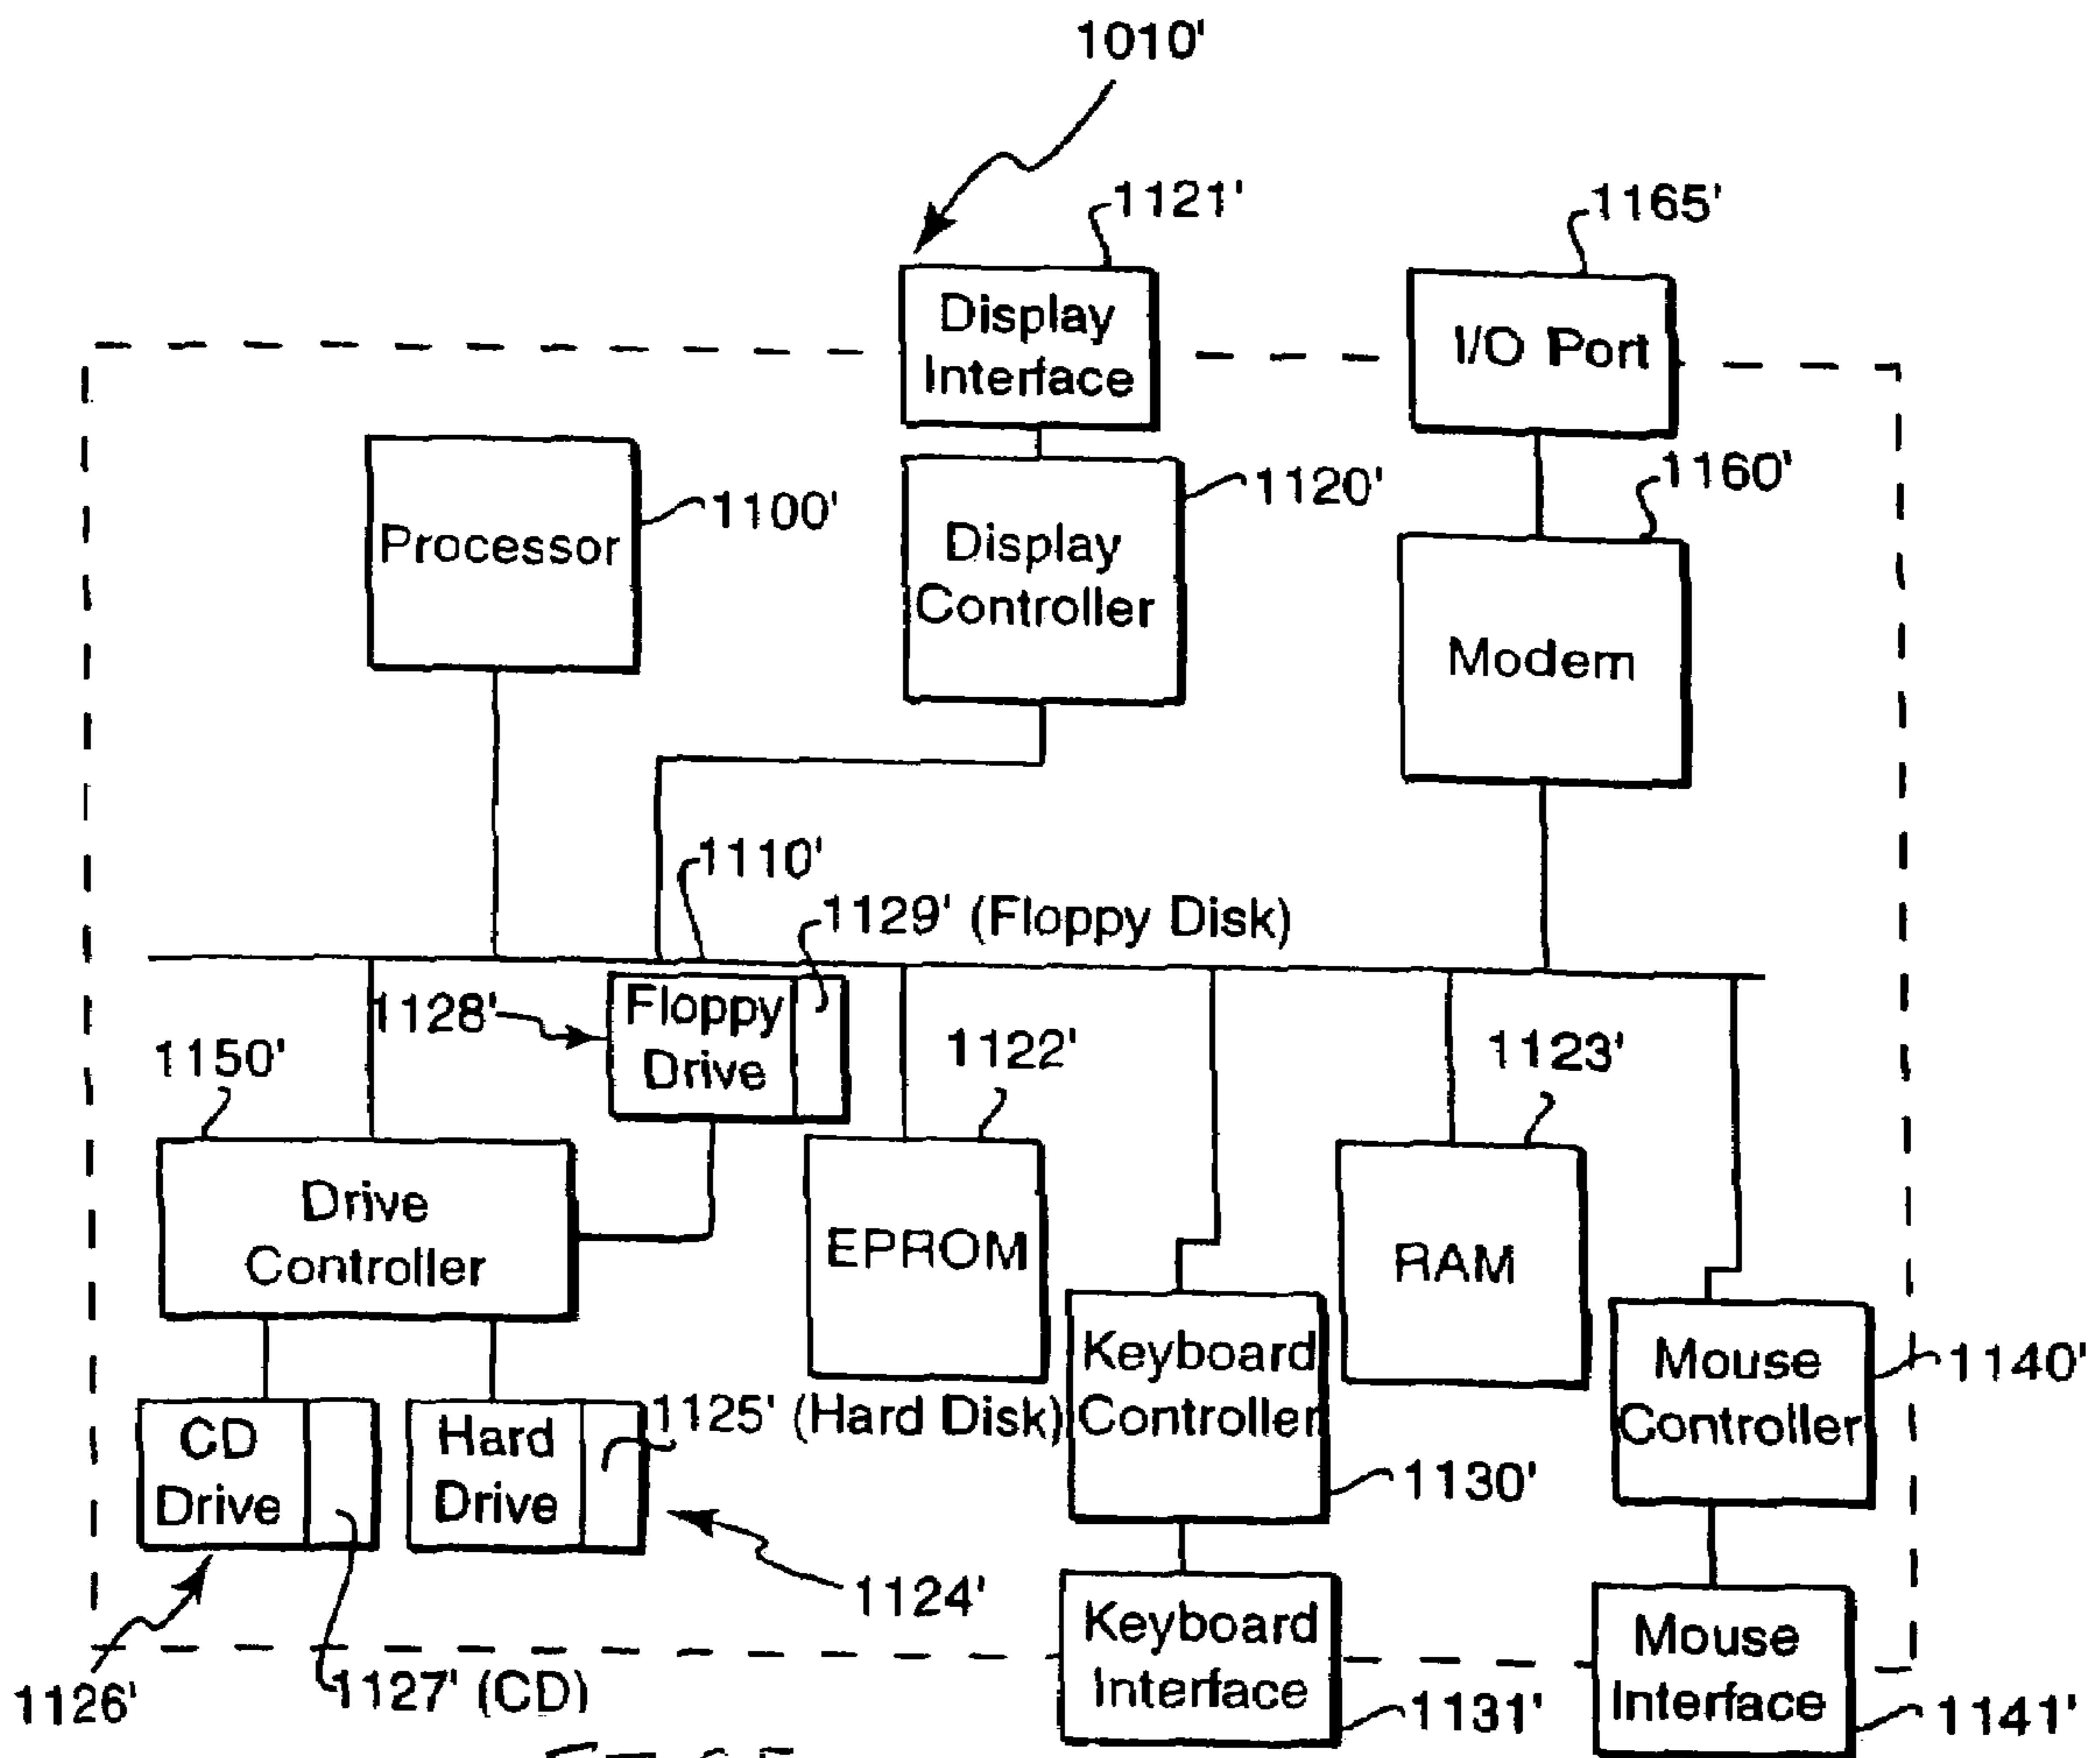 1010'
1121'
1165'
Display
Interface
I/O Port
1160'
1120'
1100'
Processor
Display
Controller
Modem
1110'
1129' (Floppy Disk)
1128'
Floppy
Drive
1150'
1122'
1123'
Drive
Controller
EPROM
RAM
Keyboard
Controller
Mouse
Controller
1140'
1125' (Hard Disk)
CD
Drive
Hard
Drive
1130'
1124'
Keyboard
Interface
Mouse
Interface
1126'
1127' (CD)
1131'
1141'